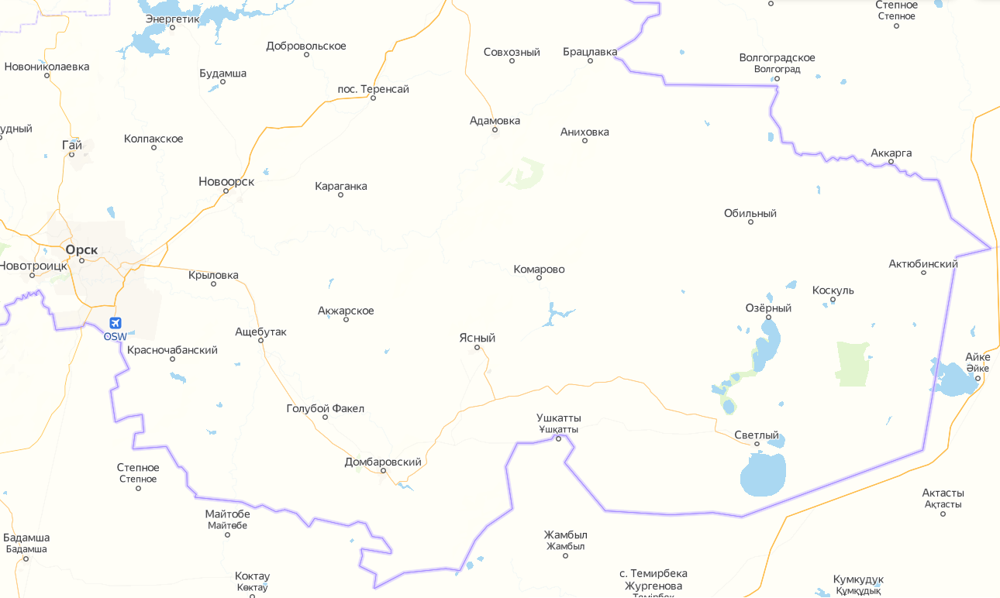 Степное
Степное
Энергетик
Добровольское
Совхозный
Брацлавка
Волгоградское
Волгоград
Новониколаевка
Будамша
пос. Теренсай
Адамовка
Аниховка
удный
Гай
Колпакское
Аккарга
Новоорск
Караганка
Обильный
Орск
Новотроицк
Крыловка
Комарово
Актюбинский
Коскуль
Озёрный
Акжарское
OSW
Ащебутак
Ясный
Красночабанский
Айке
Әйке
Голубой Факел
Ушкатты
Ұшқатты
Светлый
Домбаровский
Степное
Степное
Актасты
Ақтасты
Майтобе
Майтөбе
Бадамша
Бадамша
Жамбыл
Жамбыл
Коктау
Көктау
с. Темирбека
Жургенова
Темірбек
Кумкудук
Құмқұдық